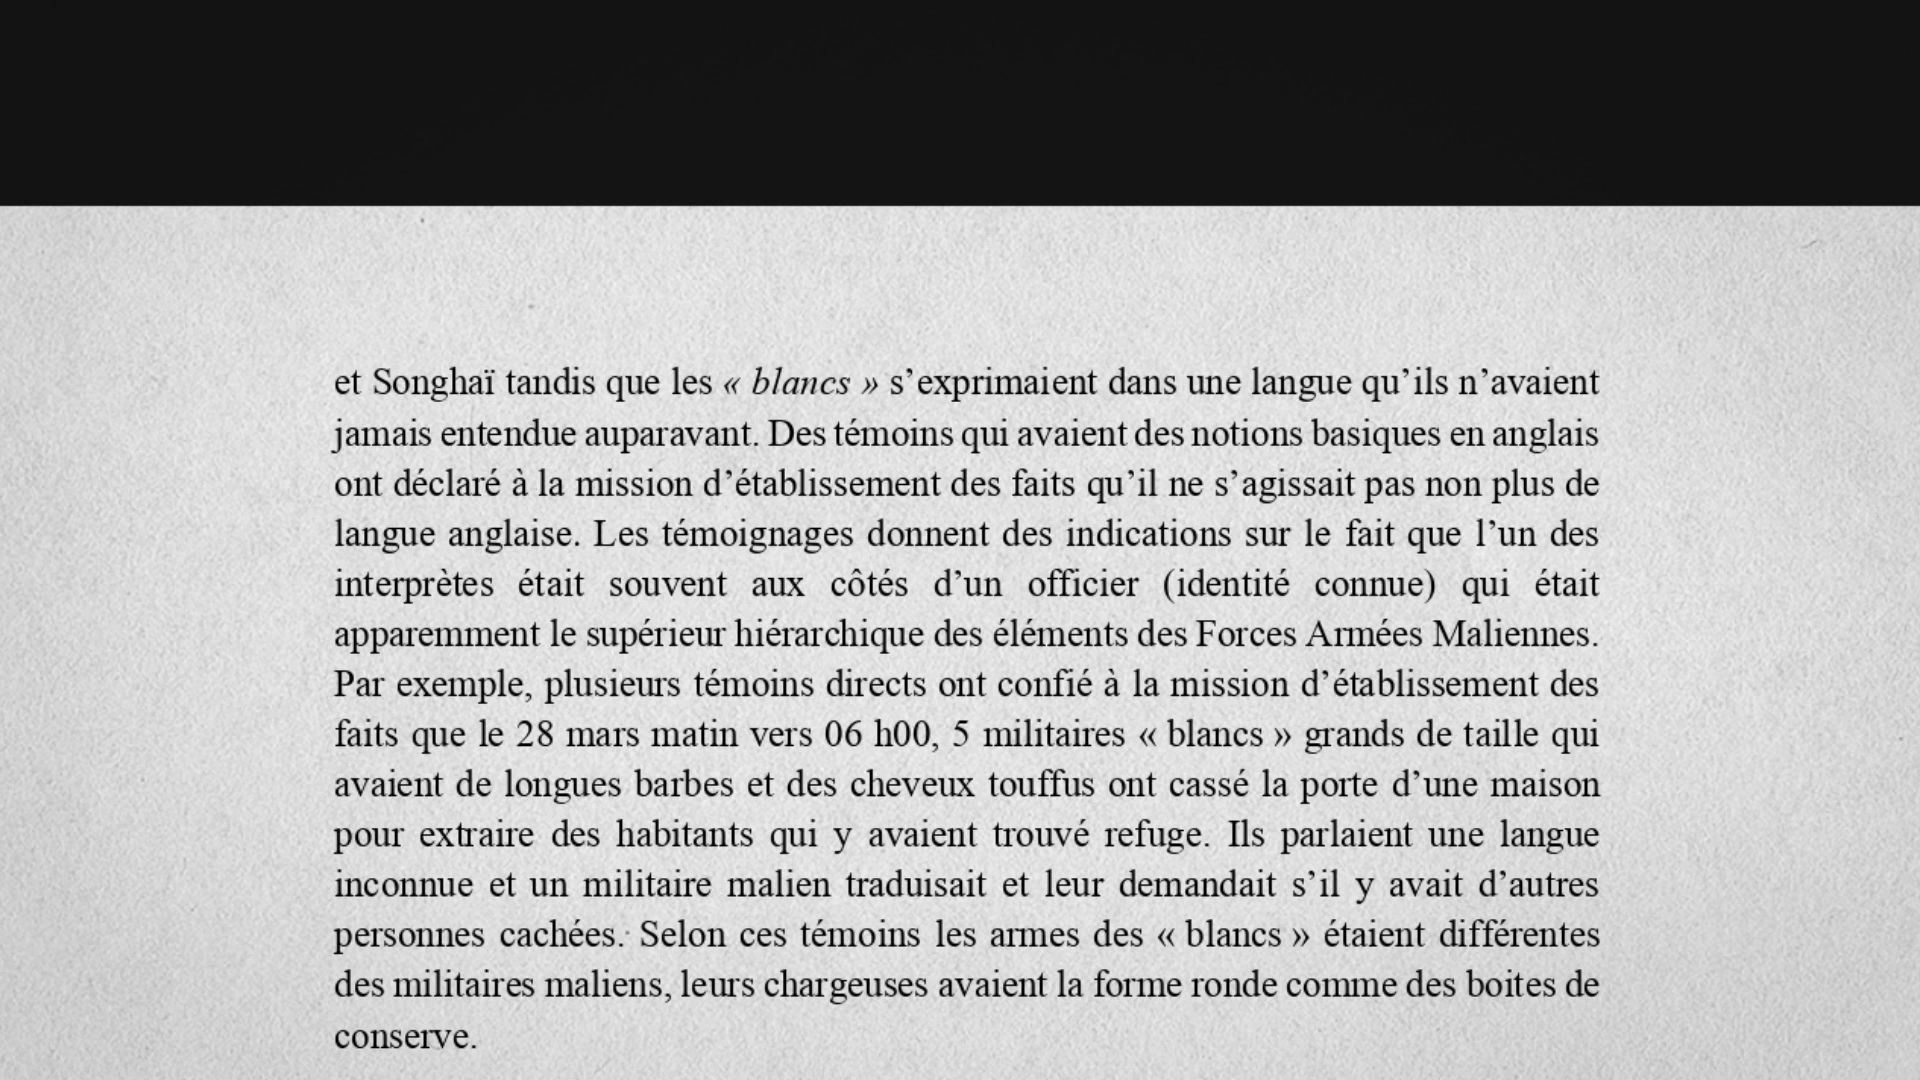 et Songhaï tandis que les « blancs » s’exprimaient dans une langue qu’ils n’avaient
jamais entendue auparavant. Des témoins qui avaient des notions basiques en anglais
ont déclaré à la mission d’établissement des faits qu’il ne s’agissait pas non plus de
langue anglaise. Les témoignages donnent des indications sur le fait que l’un des
interprètes était souvent aux côtés d’un officier (identité connue) qui était
apparemment le supérieur hiérarchique des éléments des Forces Armées Maliennes.
Par exemple, plusieurs témoins directs ont confié à la mission d’établissement des
faits que le 28 mars matin vers 06 h00, 5 militaires « blancs » grands de taille qui
avaient de longues barbes et des cheveux touffus ont cassé la porte d’une maison
pour extraire des habitants qui y avaient trouvé refuge. Ils parlaient une langue
inconnue et un militaire malien traduisait et leur demandait s’il y avait d’autres
personnes cachées. Selon ces témoins les armes des « blancs » étaient différentes
des militaires maliens, leurs chargeuses avaient la forme ronde comme des boites de
conserve.